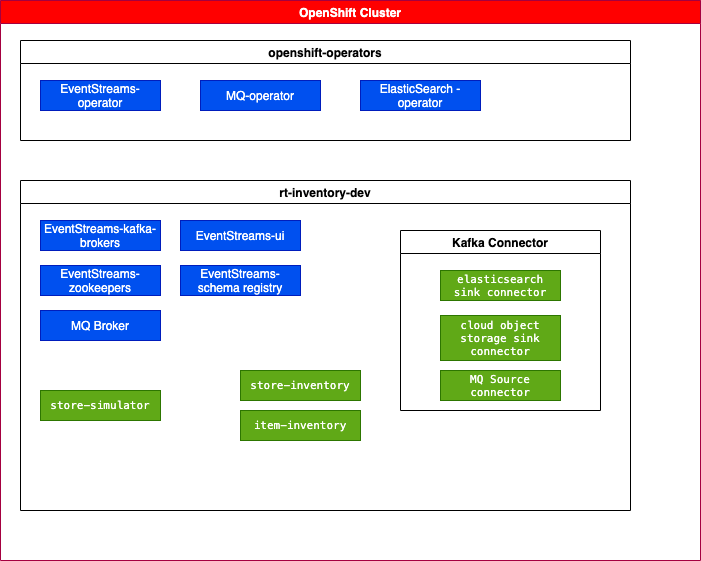 OpenShift Cluster
openshift-operators
EventStreams-
operator
MQ-operator
ElasticSearch -
operator
rt-inventory-dev
EventStreams-kafka-
brokers
EventStreams-ui
EventStreams-
zookeepers
EventStreams-
schema registry
MQ Broker
Kafka Connector
elasticsearch
sink connector
cloud object
storage sink
connector
MQ Source
connector
store-simulator
store-inventory
item-inventory